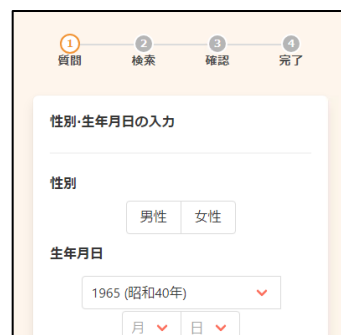 1 2 3 4
質問 検索 確認 完了
性別·生年月日の入力
性別
男性 女性
生年月日
1965 (昭和40年)
月 日